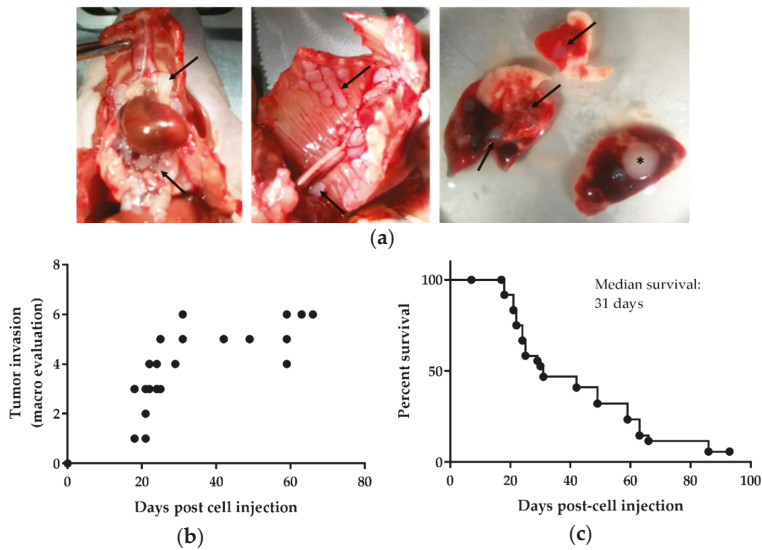 *
(a)
8
6
4
2
0
Tumor invasion
(macro evaluation)
0 20 40 60 80
Days post cell injection
(b)
100
50
0
Percent survival
Median survival:
31 days
0 20 40 60 80 100
Days post-cell injection
(c)